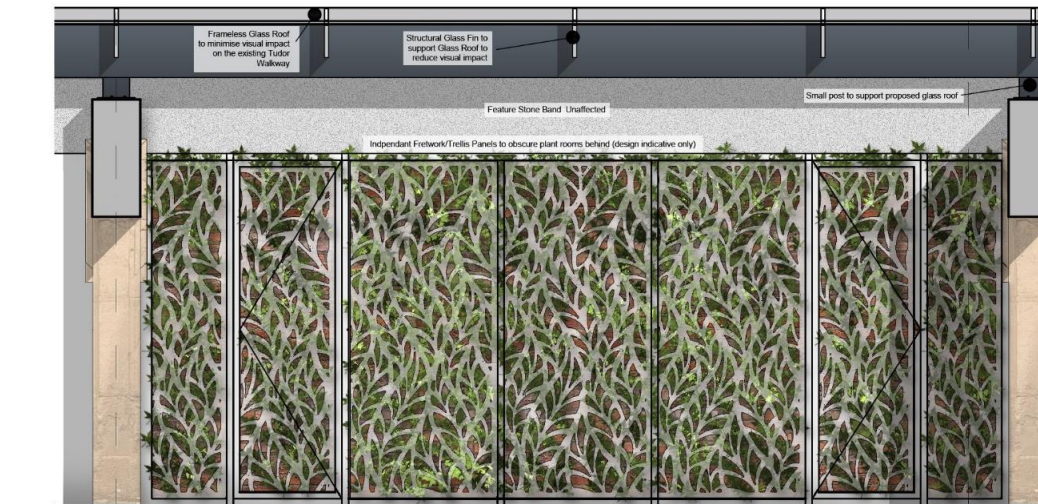 Frameless Glass Roof
to minimise visual impact
on the existing Tudor
Walkway
Structural Glass Fin to
support Glass Roof to
reduce visual impact
Small post to support proposed glass roof
Feature Stone Band Unaffected
Indpendant Fretwork/Trellis Panels to obscure plant rooms behind (design indicative only)